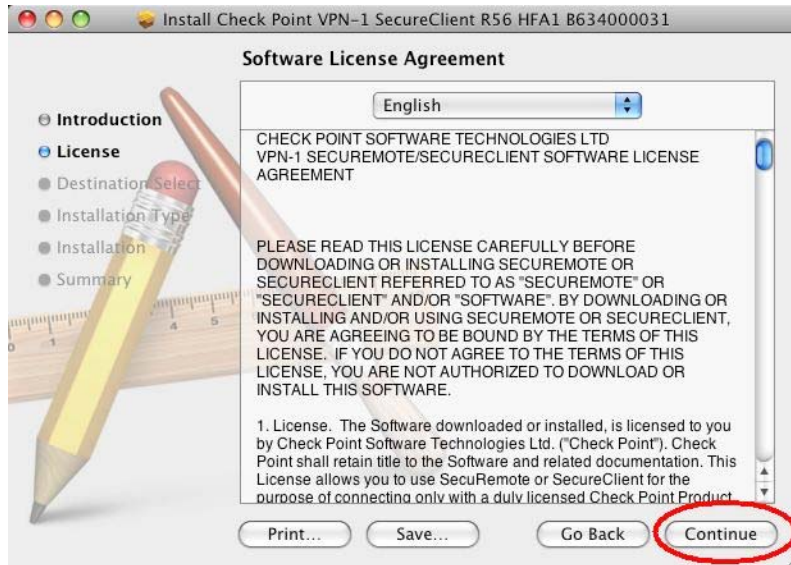 Install Check Point VPN-1 SecureClient R56 HFA1 B634000031
Software License Agreement
Introduction
License
Destination Select
Installation Type
Installation
Summary
English
CHECK POINT SOFTWARE TECHNOLOGIES LTD
VPN-1 SECUREMOTE/SECURECLIENT SOFTWARE LICENSE
AGREEMENT
PLEASE READ THIS LICENSE CAREFULLY BEFORE
DOWNLOADING OR INSTALLING SECUREMOTE OR
SECURECLIENT REFERRED TO AS "SECUREMOTE" OR
"SECURECLIENT" AND/OR "SOFTWARE". BY DOWNLOADING OR
INSTALLING AND/OR USING SECUREMOTE OR SECURECLIENT,
YOU ARE AGREEING TO BE BOUND BY THE TERMS OF THIS
LICENSE. IF YOU DO NOT AGREE TO THE TERMS OF THIS
LICENSE, YOU ARE NOT AUTHORIZED TO DOWNLOAD OR
INSTALL THIS SOFTWARE.
1. License. The Software downloaded or installed, is licensed to you
by Check Point Software Technologies Ltd. ("Check Point"). Check
Point shall retain title to the Software and related documentation. This
License allows you to use SecuRemote or SecureClient for the
purpose of connecting only with a duly licensed Check Point Product
0 1 4 5
Print... Save... Go Back Continue